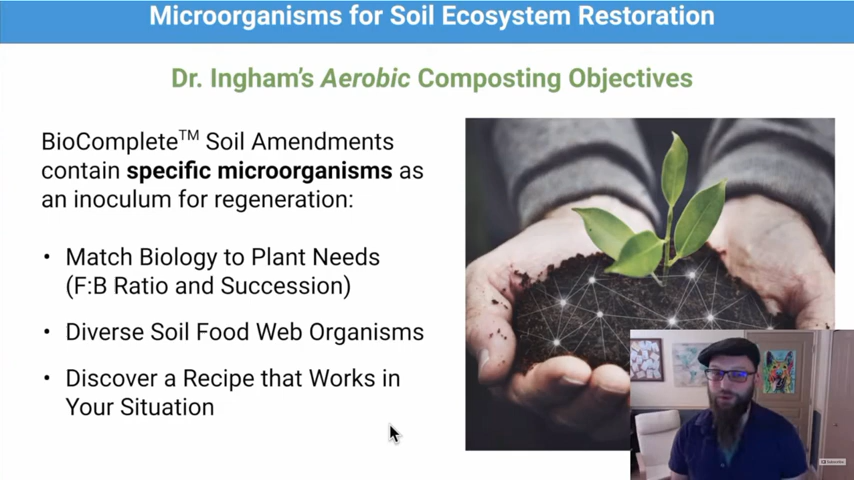 Microorganisms for Soil Ecosystem Restoration
Dr. Ingham's Aerobic Composting Objectives
BioComplete™ Soil Amendments
contain specific microorganisms as
an inoculum for regeneration:
• Match Biology to Plant Needs
(F:B Ratio and Succession)
• Diverse Soil Food Web Organisms
• Discover a Recipe that Works in
Your Situation
Subscribe